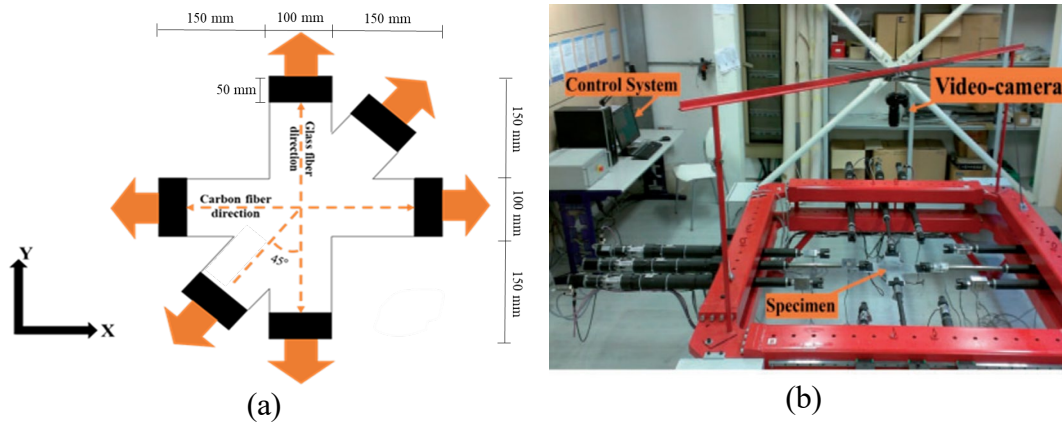 150 mm 100 mm 150 mm
50 mm
Glass fiber
direction
150 mm
Carbon fiber
direction
100 mm
45°
150 mm
Y
X
(a)
Control System
Video-camera
Specimen
(b)